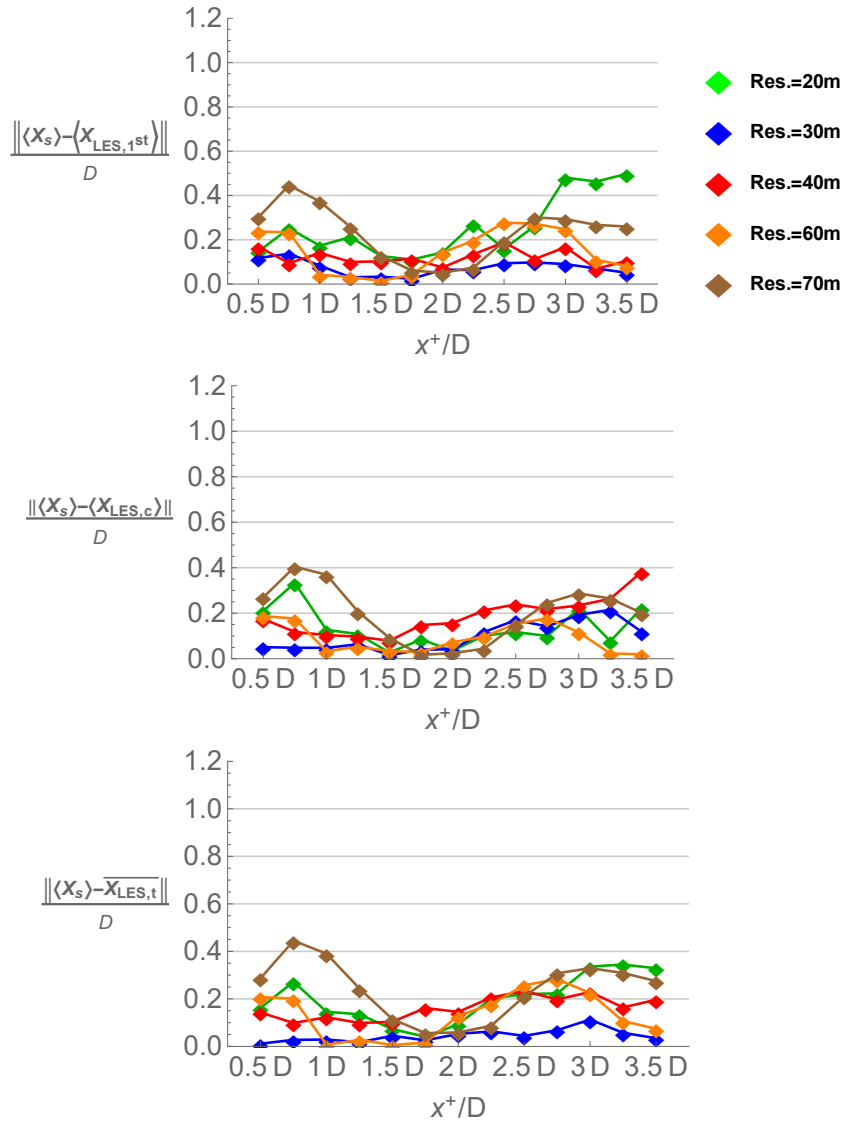 1.2
1.0
0.8
0.6
0.4
0.2
0.0
‖⟨X_s⟩–⟨X_LES,1st⟩‖
D
0.5 D 1 D 1.5 D 2 D 2.5 D 3 D 3.5 D
x⁺/D
Res.=20m
Res.=30m
Res.=40m
Res.=60m
Res.=70m
1.2
1.0
0.8
0.6
0.4
0.2
0.0
‖⟨X_s⟩–⟨X_LES,c⟩‖
D
0.5 D 1 D 1.5 D 2 D 2.5 D 3 D 3.5 D
x⁺/D
1.2
1.0
0.8
0.6
0.4
0.2
0.0
‖⟨X_s⟩–X̅_LES,t‖
D
0.5 D 1 D 1.5 D 2 D 2.5 D 3 D 3.5 D
x⁺/D